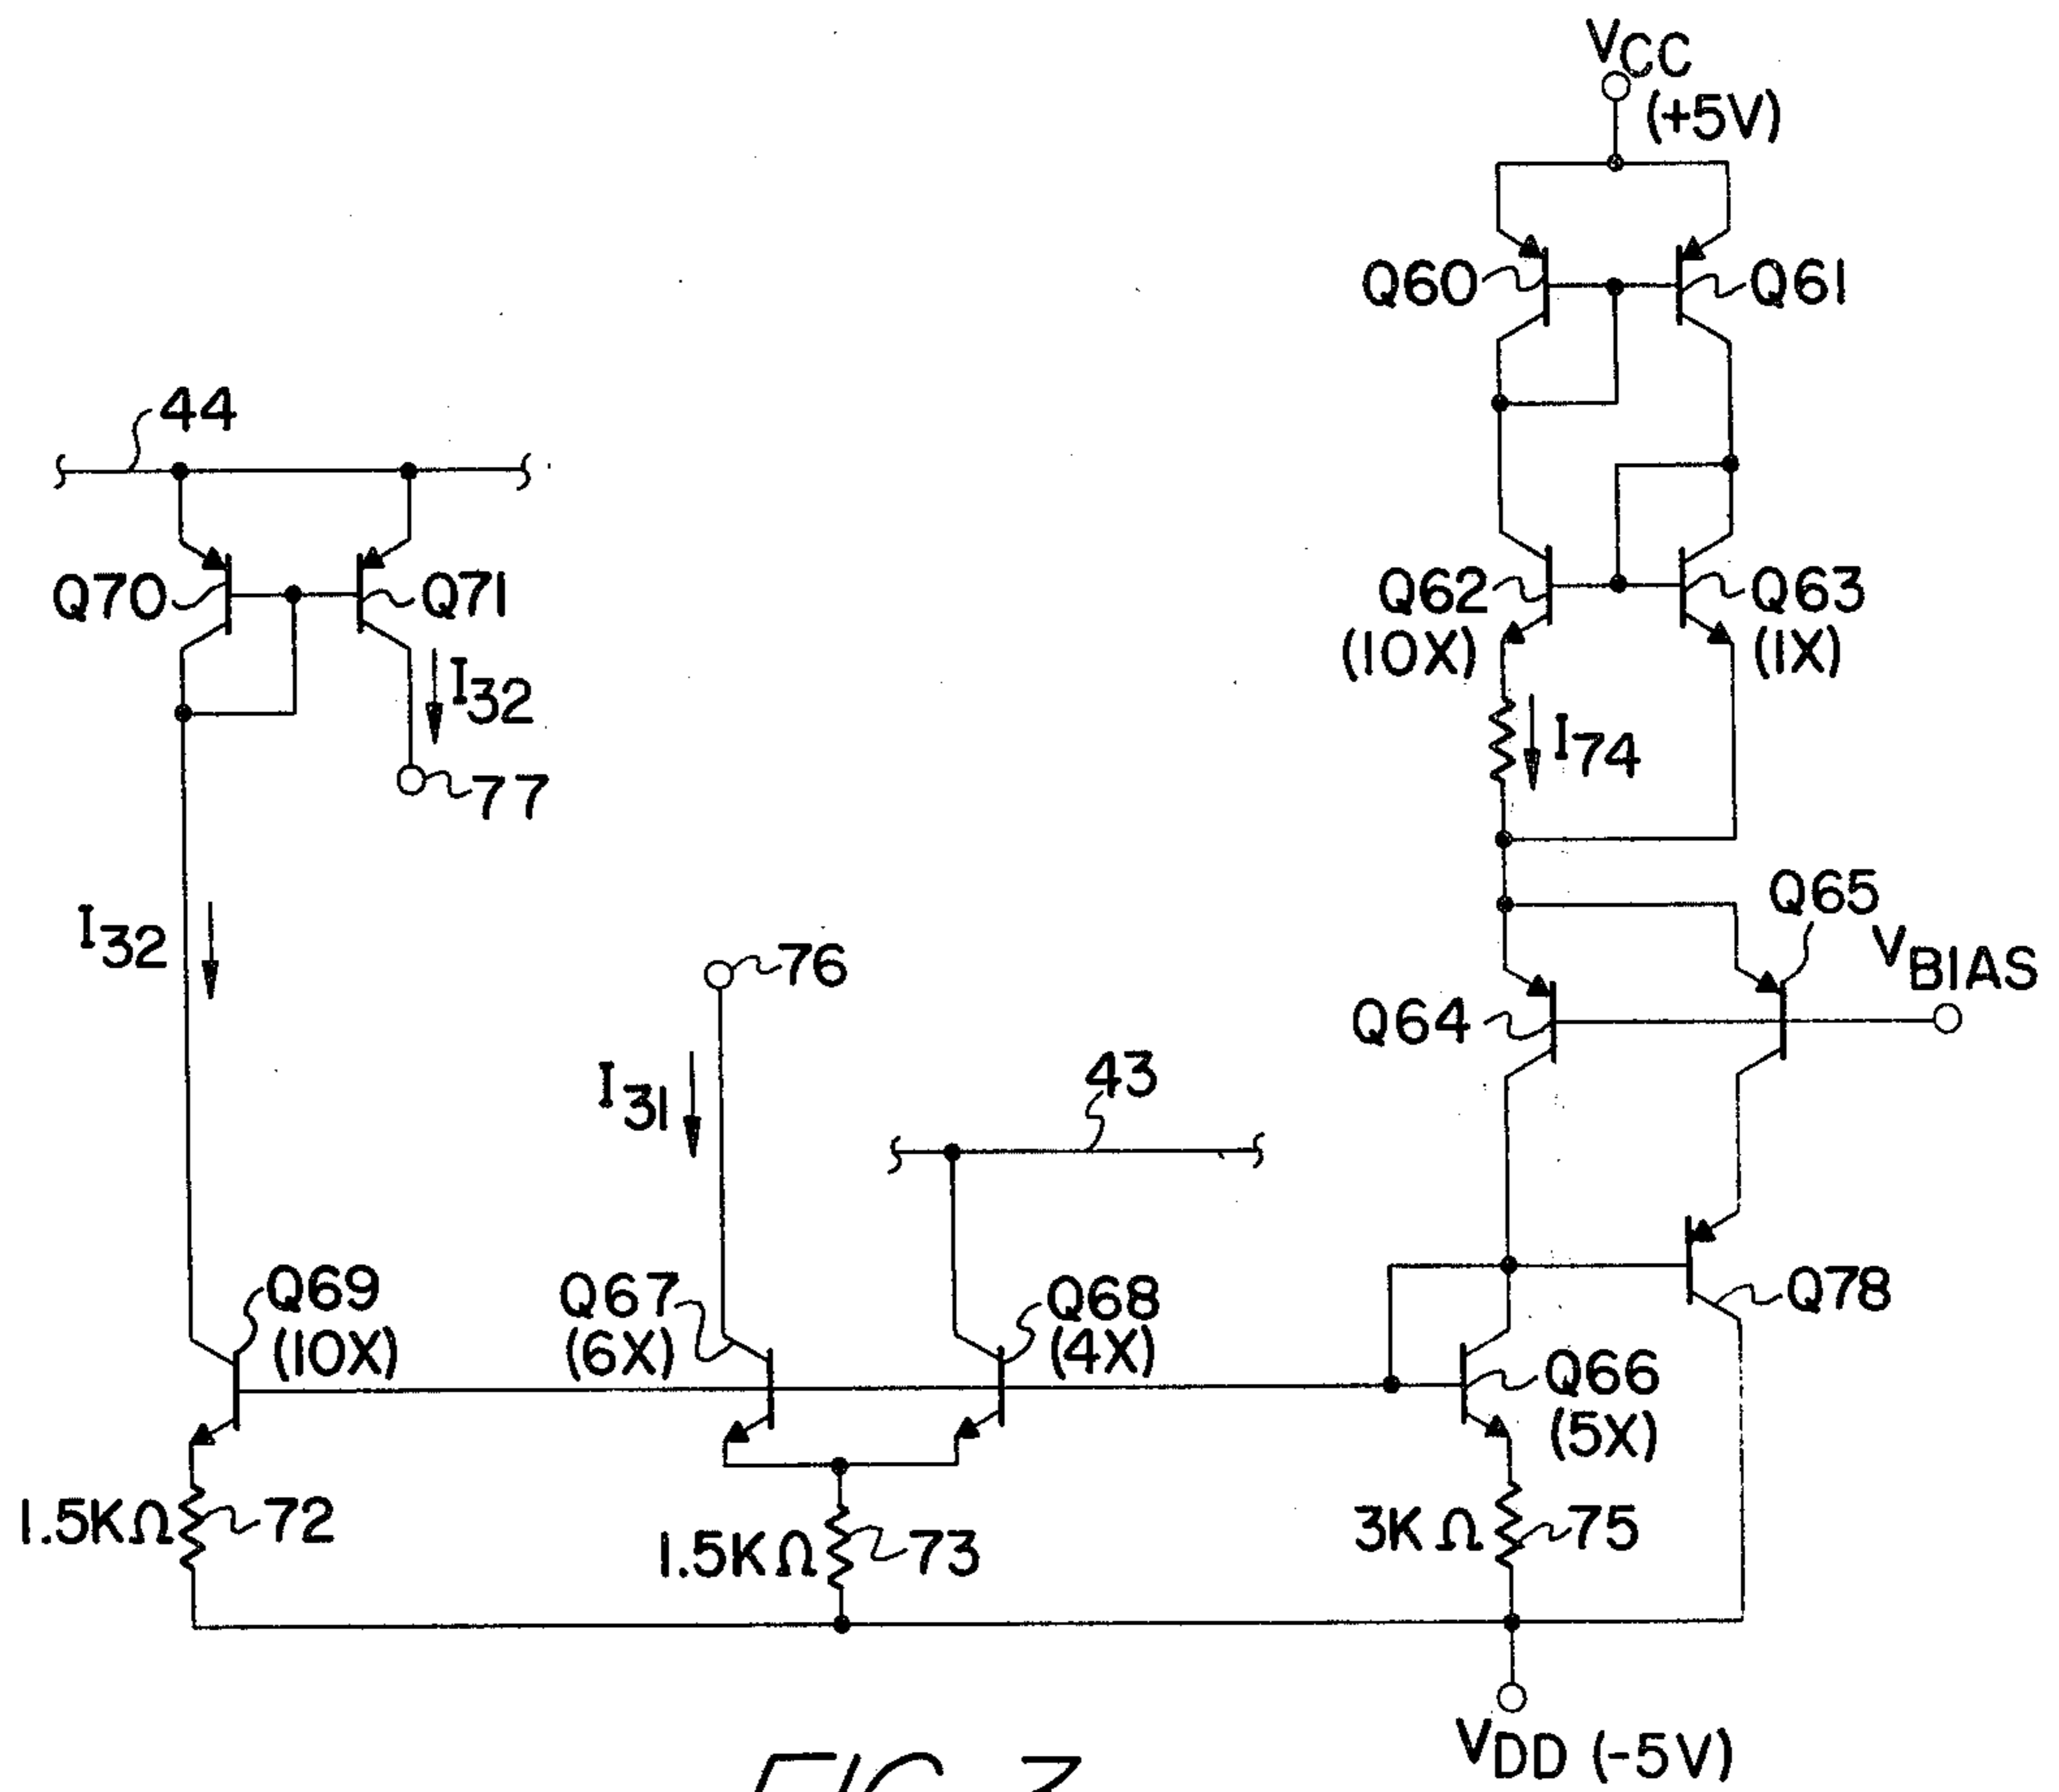 VCC
(+5V)
Q60
Q61
44
Q70
Q71
Q62
(10X)
Q63
(1X)
I32
77
I74
Q65
VBIAS
I32
76
Q64
I31
43
Q69
(10X)
Q67
(6X)
Q68
(4X)
Q78
Q66
(5X)
1.5KΩ
72
1.5KΩ
73
3KΩ
75
VDD (-5V)